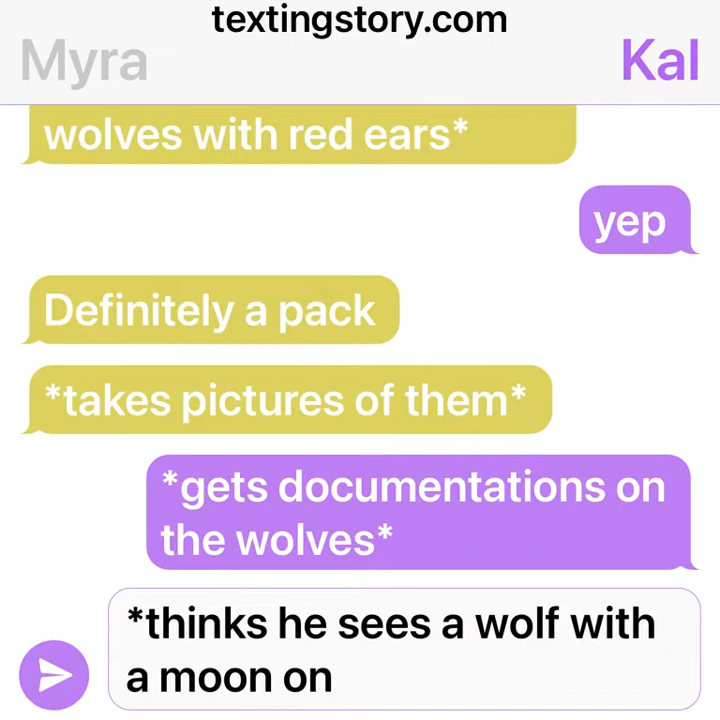 textingstory.com
Myra
Kal
wolves with red ears*
yep
Definitely a pack
*takes pictures of them*
*gets documentations on
the wolves*
*thinks he sees a wolf with
a moon on